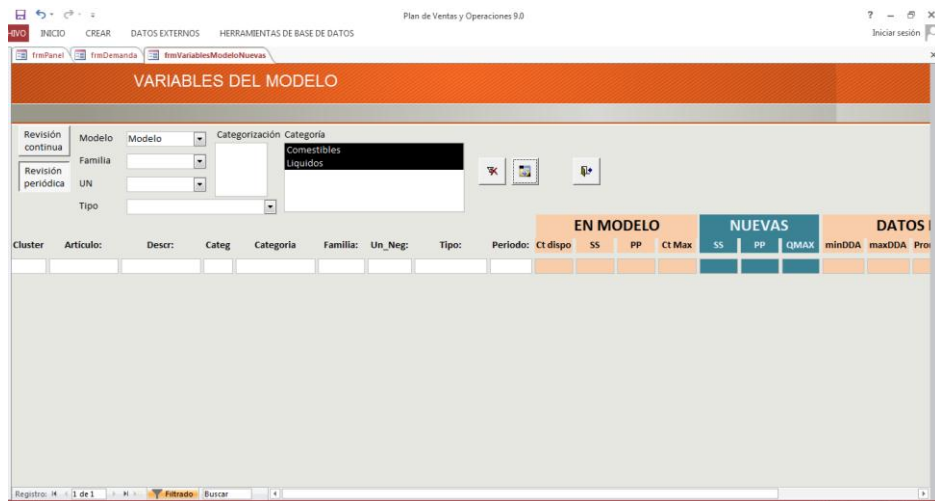 Plan de Ventas y Operaciones 9.0
HIVO INICIO CREAR DATOS EXTERNOS HERRAMIENTAS DE BASE DE DATOS
Iniciar sesión
frmPanel frmDemanda frmVariablesModeloNuevas
VARIABLES DEL MODELO
Revisión continua
Revisión periódica
Modelo Modelo
Familia
UN
Tipo
Categorización Categoría
Comestibles
Liquidos
EN MODELO NUEVAS DATOS
Cluster Artículo: Descr: Categ Categoria Familia: Un_Neg: Tipo: Periodo: Ct dispo SS PP Ct Max SS PP QMAX minDDA maxDDA Pro
Registro: 1 de 1 Filtrado Buscar